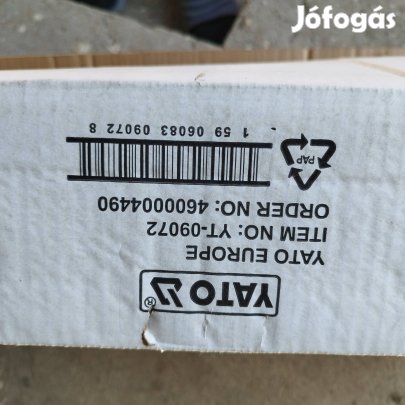 Jófogás
YATO
YATO EUROPE
ITEM NO: YT-09072
ORDER NO: 4600004490
PAP
1 59 06083 09072 8